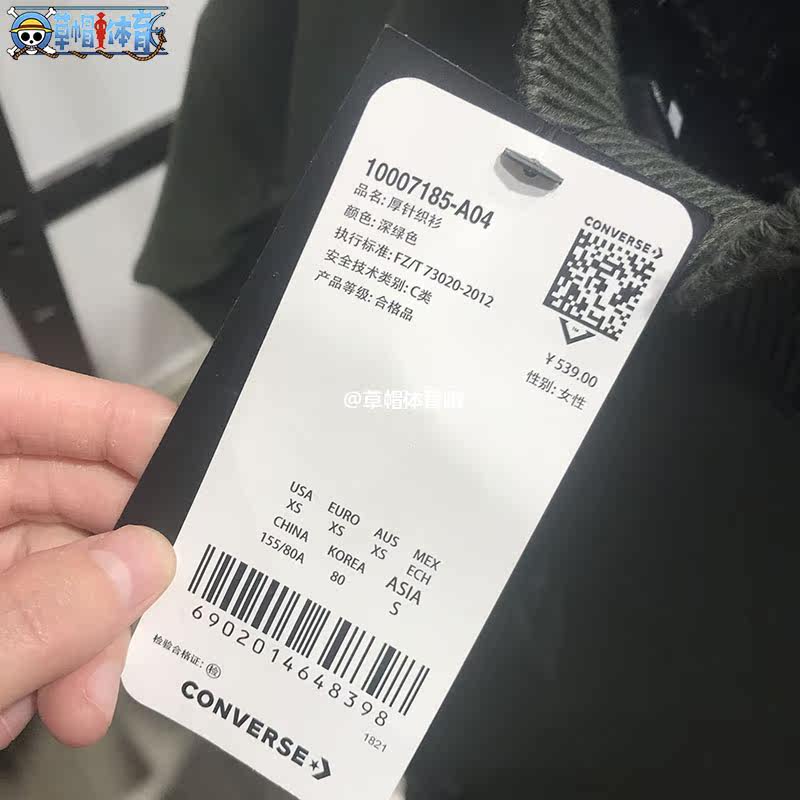 草帽体育
10007185-A04
品名: 厚针织衫
颜色: 深绿色
执行标准: FZ/T 73020-2012
安全技术类别: C类
产品等级: 合格品
CONVERSE
¥ 539.00
性别: 女性
@草帽体育
USA EURO AUS MEX
XS XS XS ECH
CHINA KOREA ASIA
155/80A 80 S
6902014648398
检验合格证: 检
1821
CONVERSE